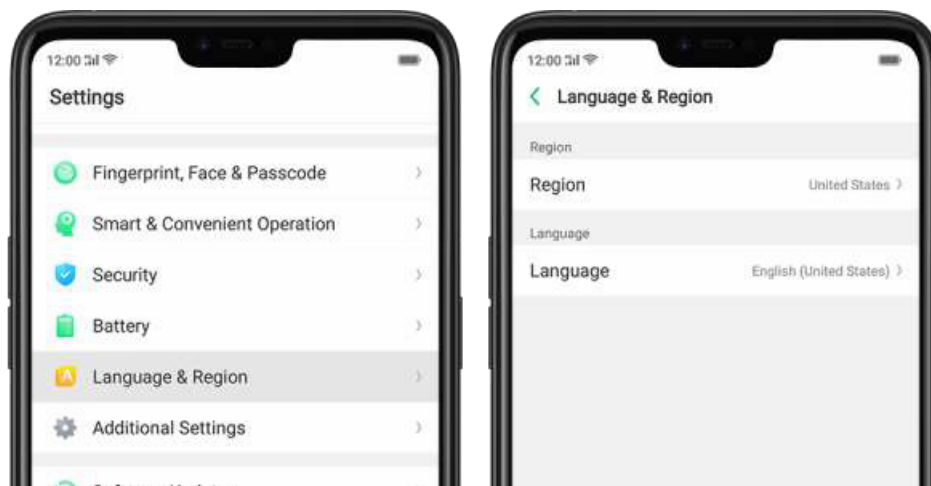 12:00
Settings
Fingerprint, Face & Passcode
Smart & Convenient Operation
Security
Battery
Language & Region
Additional Settings
12:00
Language & Region
Region
Region United States
Language
Language English (United States)